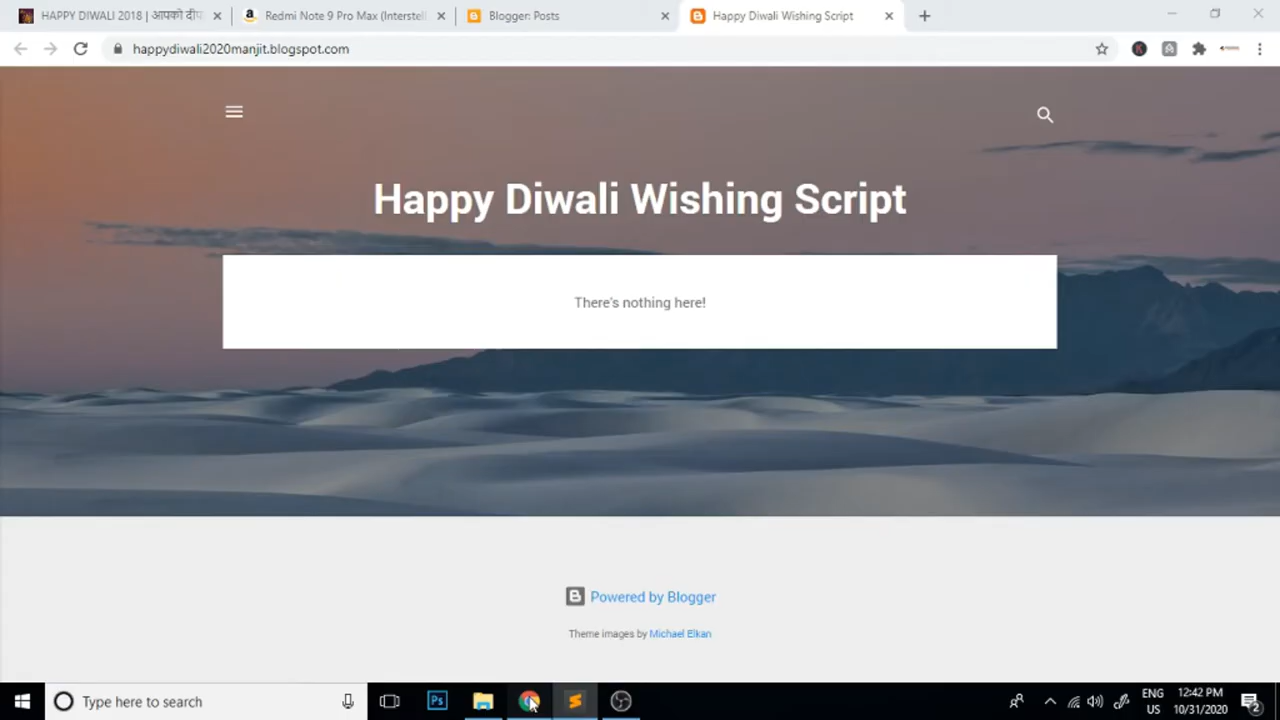 HAPPY DIWALI 2018 | आपको दीप
Redmi Note 9 Pro Max (Interstell
Blogger: Posts
Happy Diwali Wishing Script
happydiwali2020manjit.blogspot.com
Happy Diwali Wishing Script
There's nothing here!
Powered by Blogger
Theme images by Michael Elkan
Type here to search
Ps
ENG
US
12:42 PM
10/31/2020
2